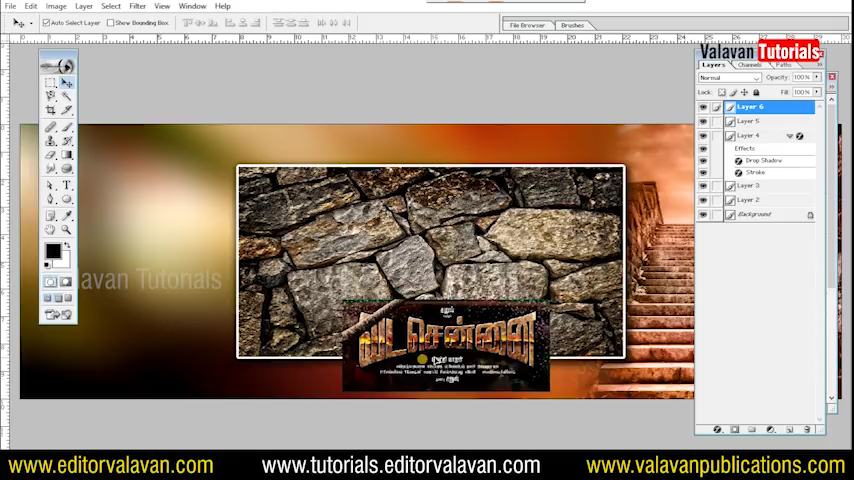 File Edit Image Layer Select Filter View Window Help
Auto Select Layer Show Bounding Box File Browser Brushes
Valavan Tutorials
Layers Channels Paths
Normal Opacity: 100%
Lock: Fill: 100%
Layer 6
Layer 5
Layer 4
Effects
Drop Shadow
Stroke
Layer 3
Layer 2
Background
Valavan Tutorials
வடசென்னை
www.editorvalavan.com www.tutorials.editorvalavan.com www.valavanpublications.com